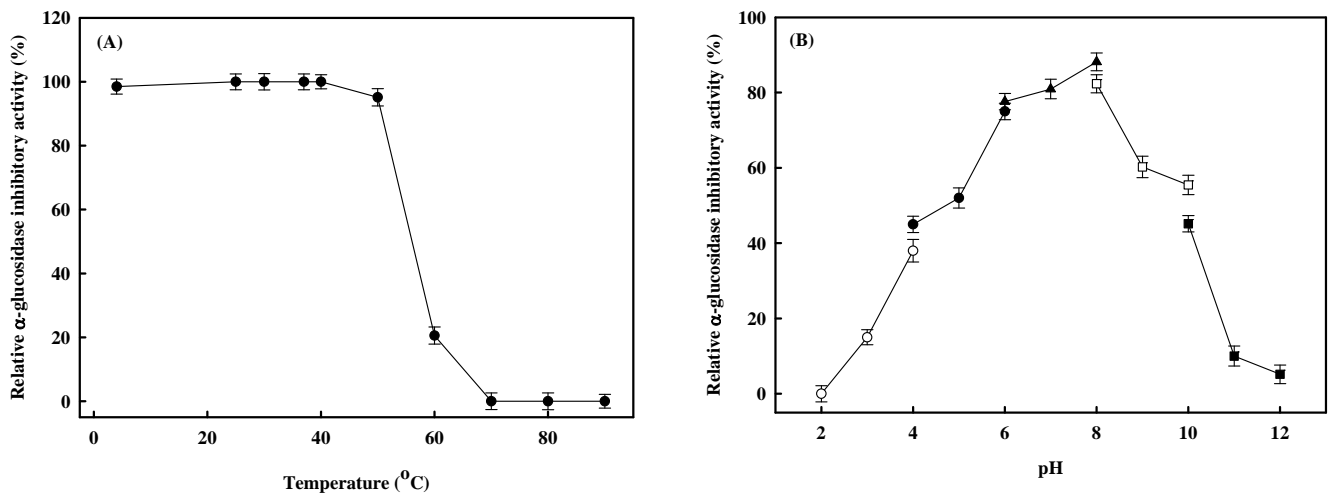 (A)
Relative α-glucosidase inhibitory activity (%)
120
100
80
60
40
20
0
0 20 40 60 80
Temperature (°C)
(B)
Relative α-glucosidase inhibitory activity (%)
100
80
60
40
20
0
2 4 6 8 10 12
pH